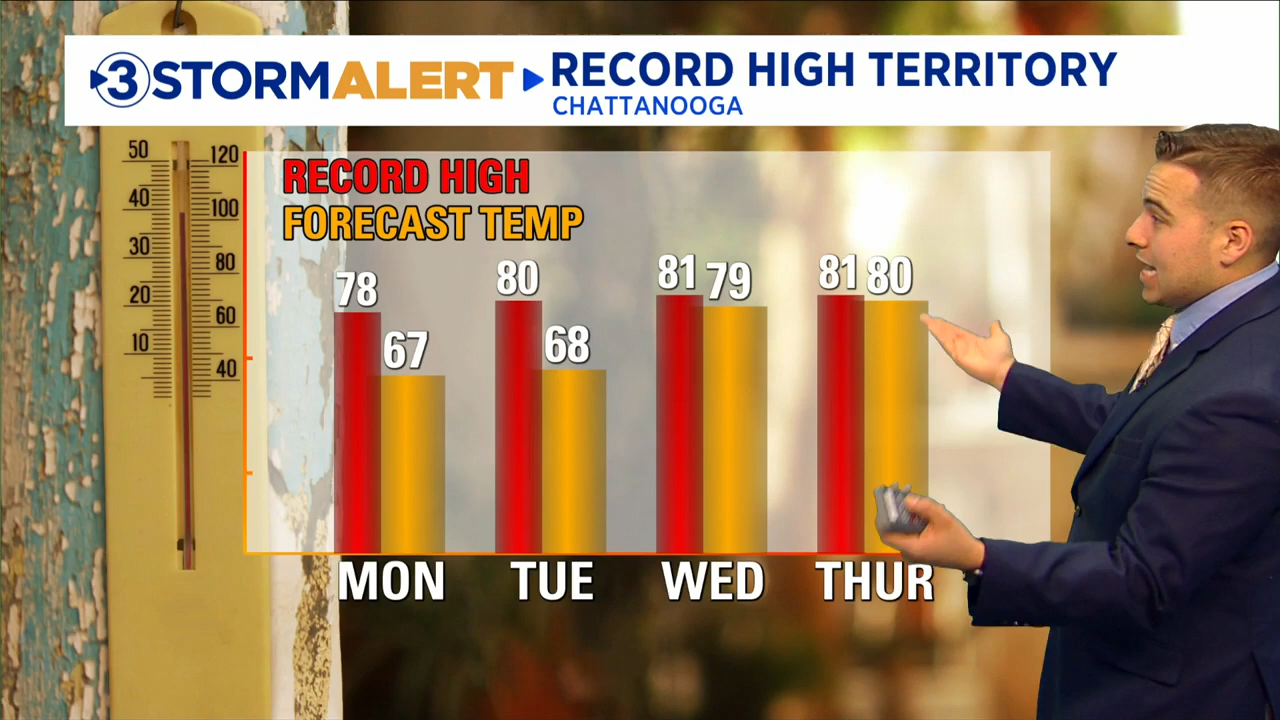 3 STORMALERT RECORD HIGH TERRITORY
CHATTANOOGA
50 120
40 100
30 80
20 60
10 40
RECORD HIGH
FORECAST TEMP
78 67 80 68 81 79 81 80
MON TUE WED THUR